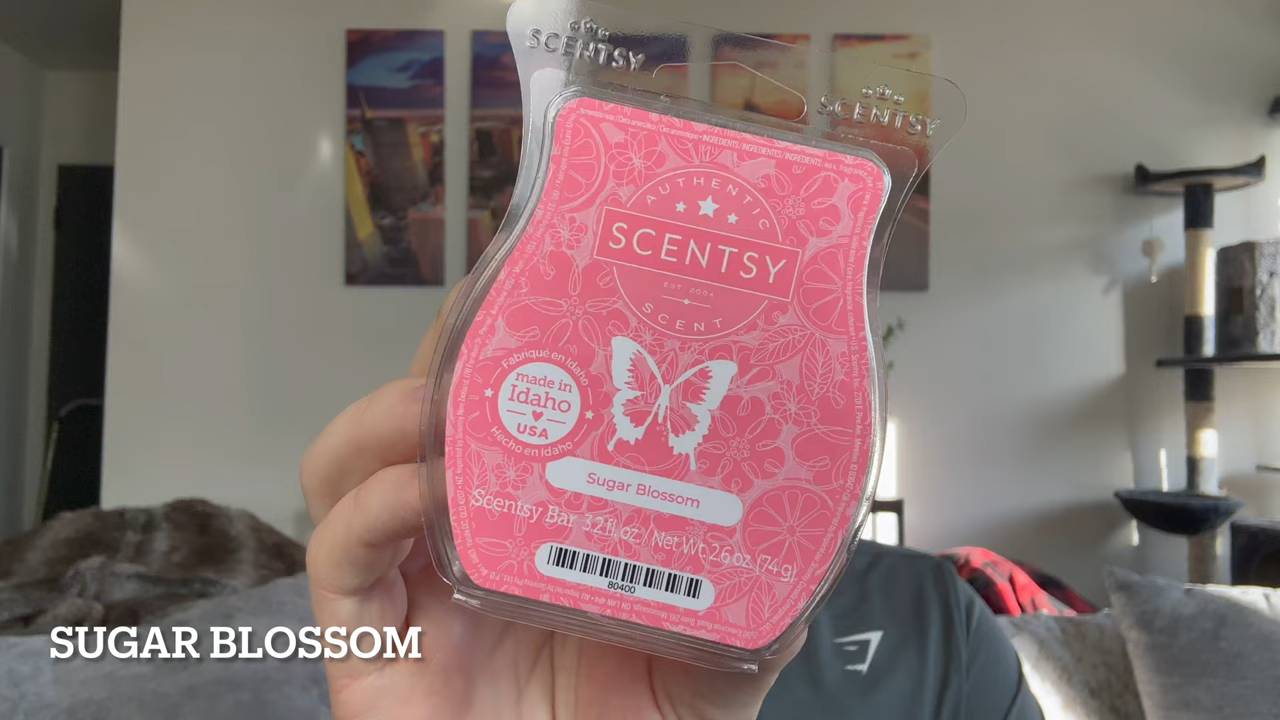 SCENTSY
SCENTSY
AUTHENTIC
SCENTSY
EST 2004
SCENT
Fabriqué en Idaho
made in
Idaho
USA
Hecho en Idaho
Sugar Blossom
Scentsy Bar 3.2 fl. oz / Net Wt. 2.6 oz (74 g)
80400
SUGAR BLOSSOM